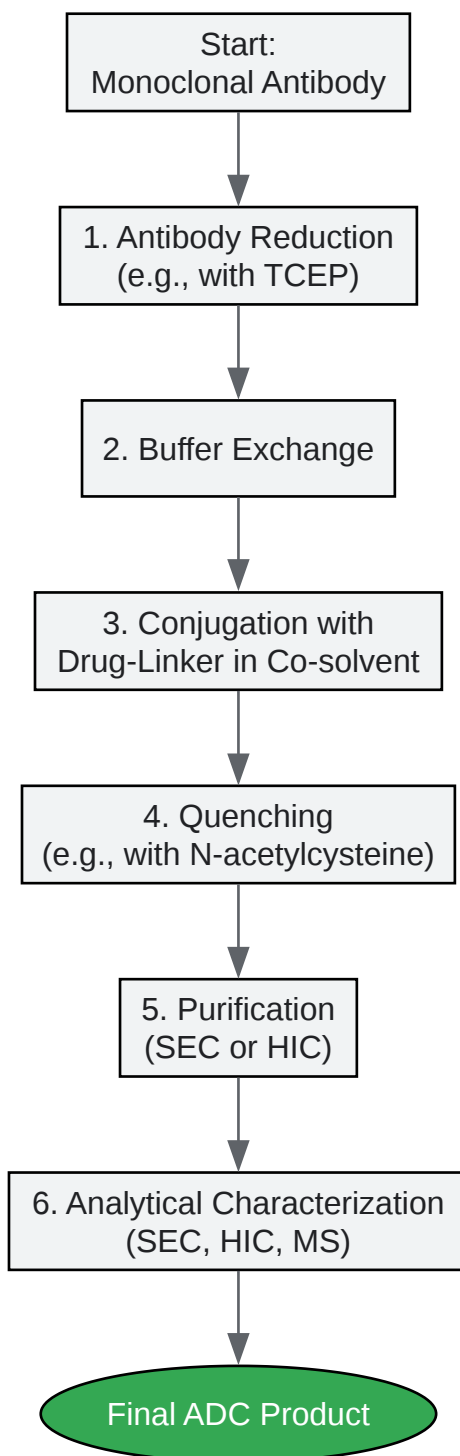 Start:
Monoclonal Antibody
1. Antibody Reduction
(e.g., with TCEP)
2. Buffer Exchange
3. Conjugation with
Drug-Linker in Co-solvent
4. Quenching
(e.g., with N-acetylcysteine)
5. Purification
(SEC or HIC)
6. Analytical Characterization
(SEC, HIC, MS)
Final ADC Product